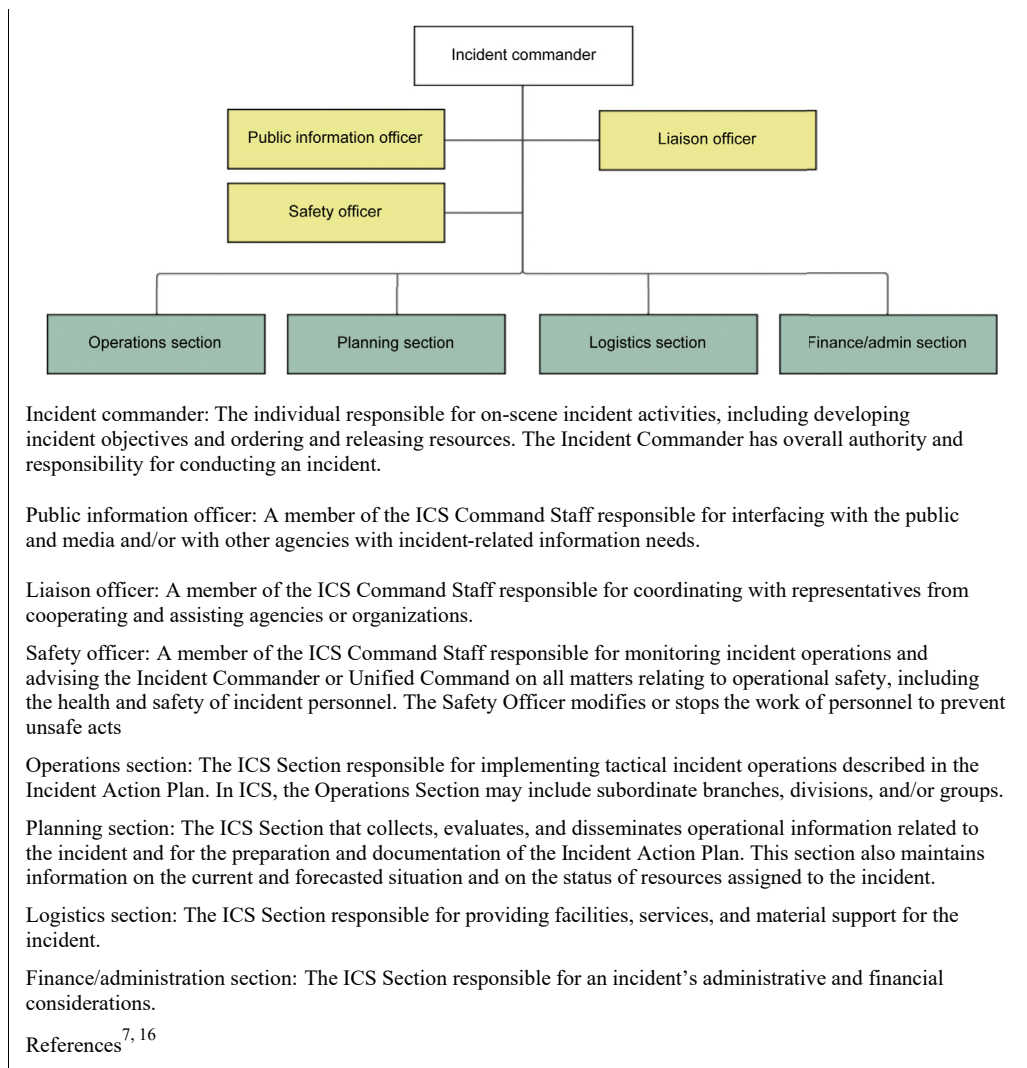 Incident commander
Public information officer
Liaison officer
Safety officer
Operations section
Planning section
Logistics section
Finance/admin section
Incident commander: The individual responsible for on-scene incident activities, including developing
incident objectives and ordering and releasing resources. The Incident Commander has overall authority and
responsibility for conducting an incident.
Public information officer: A member of the ICS Command Staff responsible for interfacing with the public
and media and/or with other agencies with incident-related information needs.
Liaison officer: A member of the ICS Command Staff responsible for coordinating with representatives from
cooperating and assisting agencies or organizations.
Safety officer: A member of the ICS Command Staff responsible for monitoring incident operations and
advising the Incident Commander or Unified Command on all matters relating to operational safety, including
the health and safety of incident personnel. The Safety Officer modifies or stops the work of personnel to prevent
unsafe acts
Operations section: The ICS Section responsible for implementing tactical incident operations described in the
Incident Action Plan. In ICS, the Operations Section may include subordinate branches, divisions, and/or groups.
Planning section: The ICS Section that collects, evaluates, and disseminates operational information related to
the incident and for the preparation and documentation of the Incident Action Plan. This section also maintains
information on the current and forecasted situation and on the status of resources assigned to the incident.
Logistics section: The ICS Section responsible for providing facilities, services, and material support for the
incident.
Finance/administration section: The ICS Section responsible for an incident's administrative and financial
considerations.
References7, 16